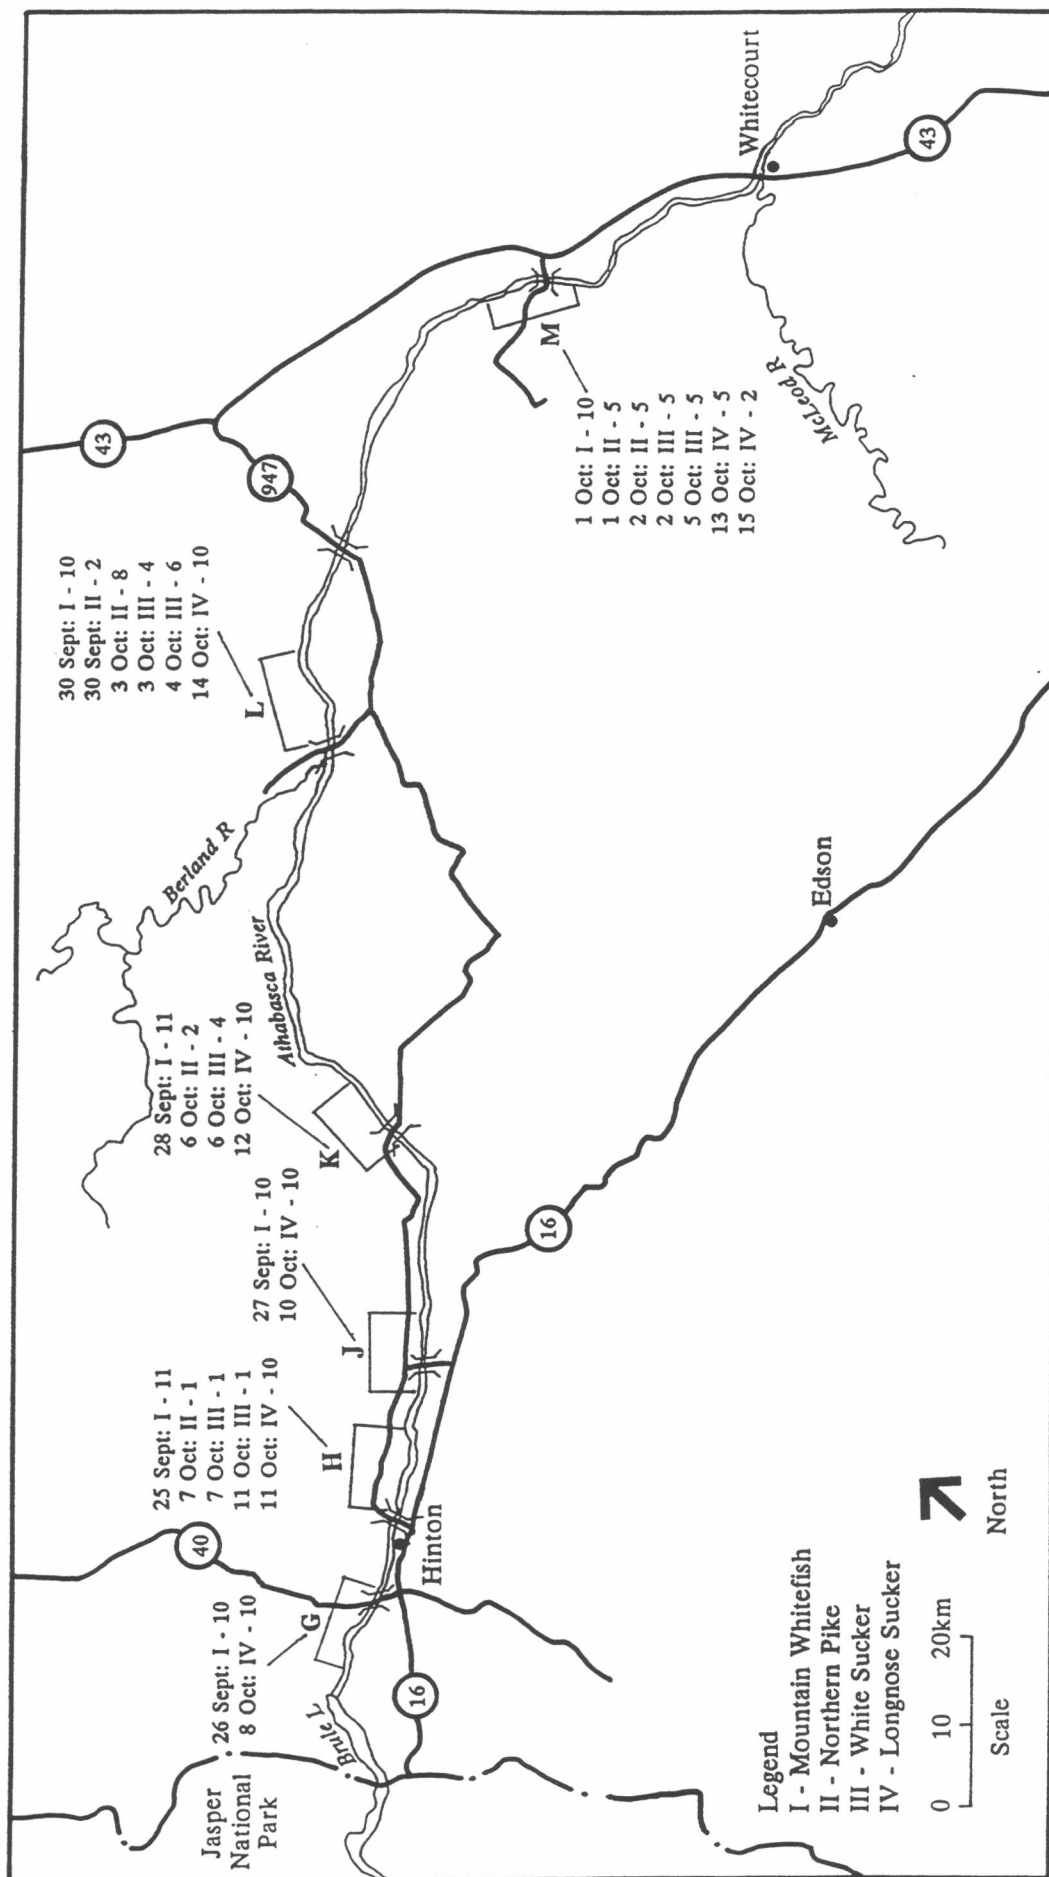 Jasper
National
Park
26 Sept: I - 10
8 Oct: IV - 10
G
Brule L
16
40
Hinton
25 Sept: I - 11
7 Oct: II - 1
7 Oct: III - 1
11 Oct: III - 1
11 Oct: IV - 10
H
27 Sept: I - 10
10 Oct: IV - 10
J
28 Sept: I - 11
6 Oct: II - 2
6 Oct: III - 4
12 Oct: IV - 10
K
16
Athabasca River
Berland R
Edson
30 Sept: I - 10
30 Sept: II - 2
3 Oct: II - 8
3 Oct: III - 4
4 Oct: III - 6
14 Oct: IV - 10
L
947
43
1 Oct: I - 10
1 Oct: II - 5
2 Oct: II - 5
2 Oct: III - 5
5 Oct: III - 5
13 Oct: IV - 5
15 Oct: IV - 2
M
McLeod R
Whitecourt
43
Legend
I - Mountain Whitefish
II - Northern Pike
III - White Sucker
IV - Longnose Sucker
0 10 20km
Scale
North